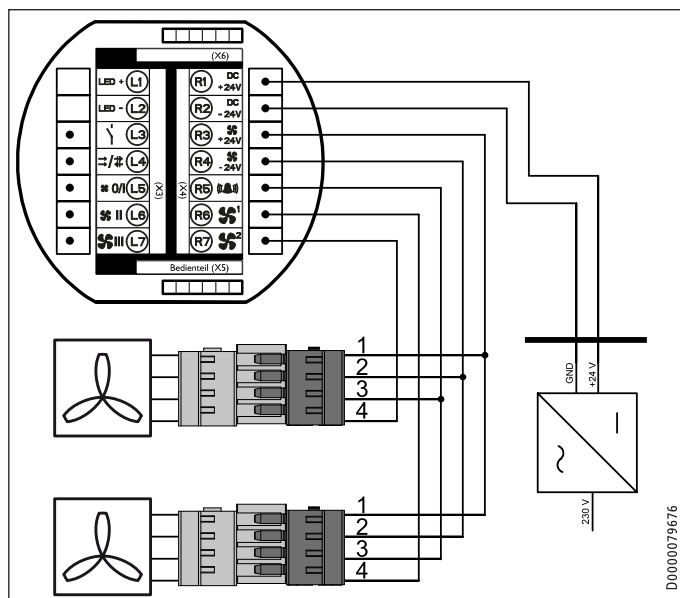 (X6)
LED + L1
R1 DC +24V
LED - L2
R2 DC -24V
L3
R3 +24V
L4
R4 -24V
0/I L5
R5
II L6
R6 1
III L7
R7 2
(X3)
(X4)
Bedienteil (X5)
1
2
3
4
1
2
3
4
GND
+24 V
230 V
D0000079676